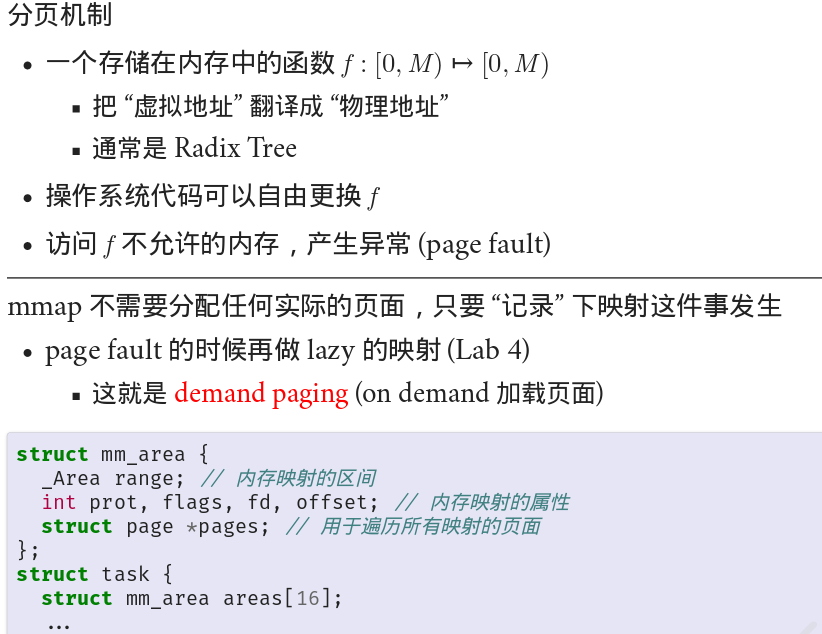 分页机制
• 一个存储在内存中的函数 f : [0, M) ↦ [0, M)
▪ 把 “虚拟地址” 翻译成 “物理地址”
▪ 通常是 Radix Tree
• 操作系统代码可以自由更换 f
• 访问 f 不允许的内存，产生异常 (page fault)
mmap 不需要分配任何实际的页面，只要 “记录” 下映射这件事发生
• page fault 的时候再做 lazy 的映射 (Lab 4)
▪ 这就是 demand paging (on demand 加载页面)
struct mm_area {
  _Area range; // 内存映射的区间
  int prot, flags, fd, offset; // 内存映射的属性
  struct page *pages; // 用于遍历所有映射的页面
};
struct task {
  struct mm_area areas[16];
  ...